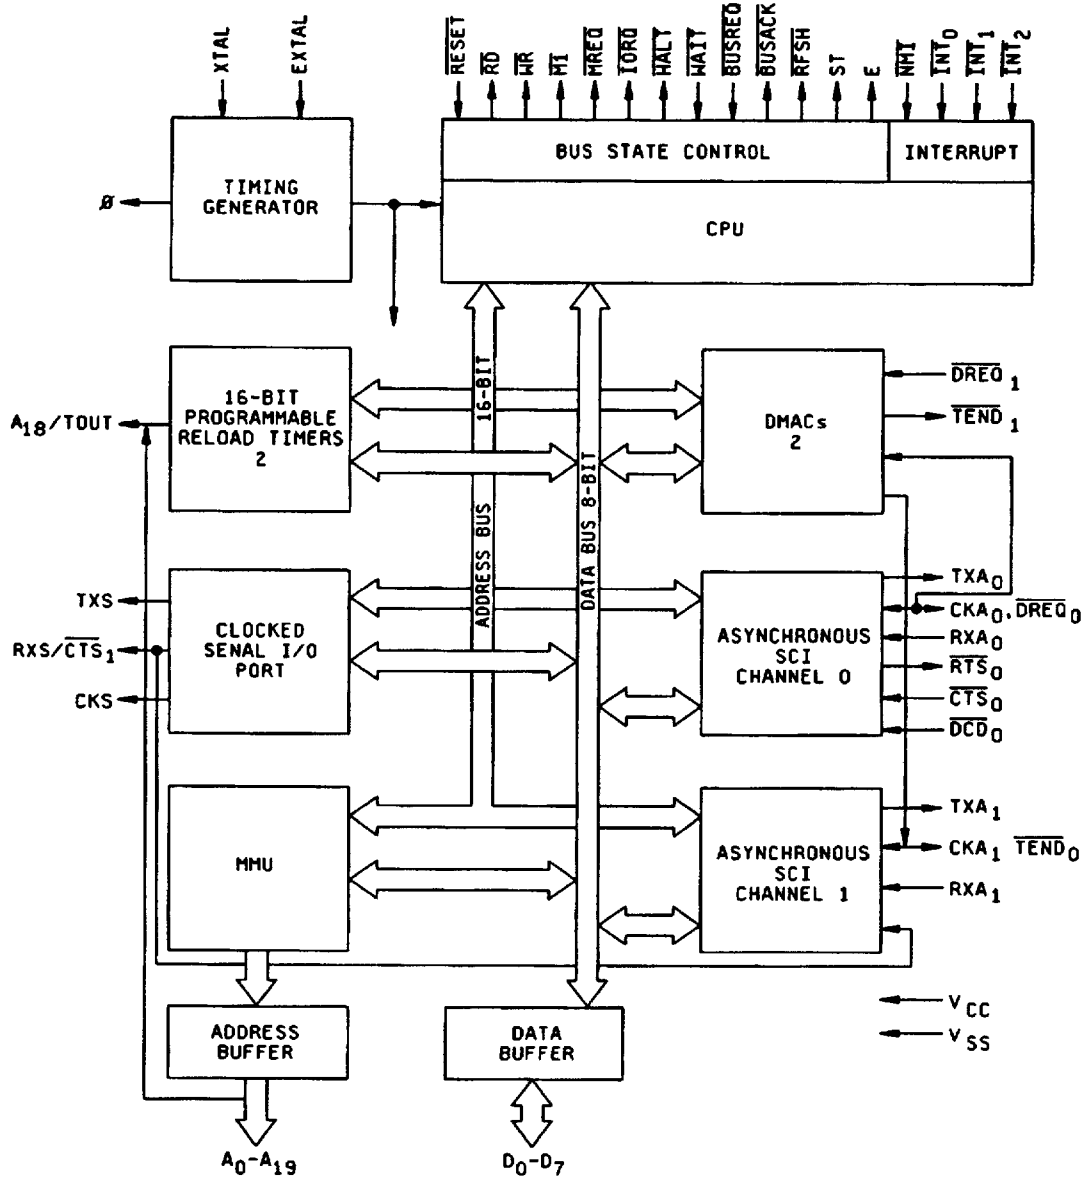 XTAL
EXTAL
RESET
RD
WR
M1
MREQ
IORQ
HALT
WAIT
BUSREQ
BUSACK
RFSH
ST
E
NMI
INT0
INT1
INT2
TIMING
GENERATOR
Ø
BUS STATE CONTROL
INTERRUPT
CPU
16-BIT
PROGRAMMABLE
RELOAD TIMERS
2
A18/TOUT
ADDRESS BUS 16-BIT
DATA BUS 8-BIT
DMACs
2
DREQ1
TEND1
TXS
RXS/CTS1
CKS
CLOCKED
SENAL I/O
PORT
ASYNCHRONOUS
SCI
CHANNEL 0
TXA0
CKA0, DREQ0
RXA0
RTS0
CTS0
DCD0
MMU
ASYNCHRONOUS
SCI
CHANNEL 1
TXA1
CKA1 TEND0
RXA1
ADDRESS
BUFFER
DATA
BUFFER
VCC
VSS
A0-A19
D0-D7